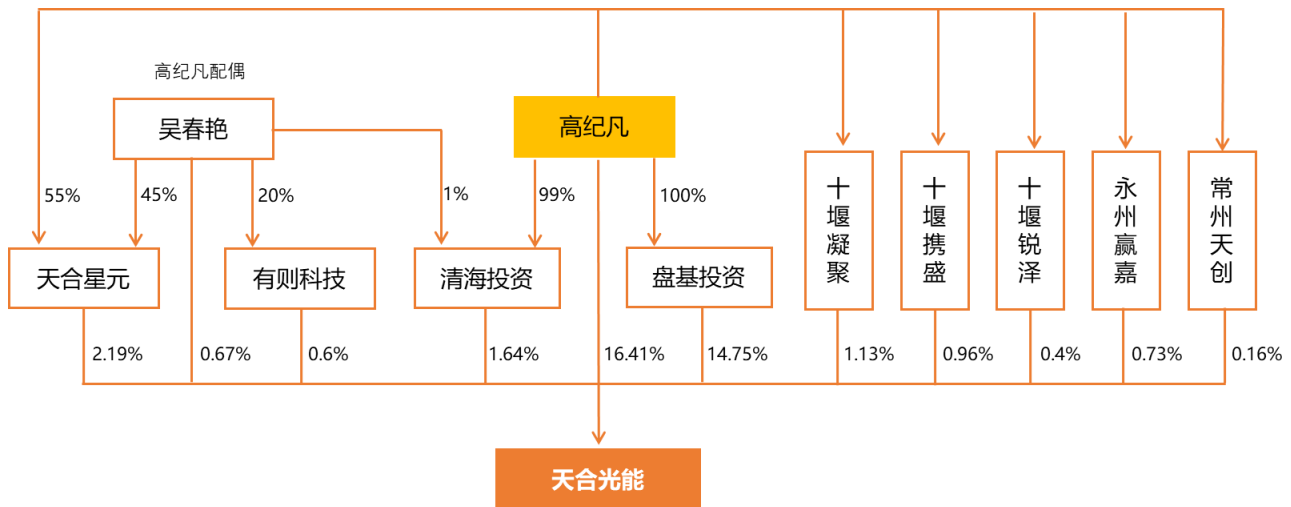 高纪凡配偶
吴春艳
高纪凡
55%
45%
20%
1%
99%
100%
天合星元
有则科技
清海投资
盘基投资
十堰凝聚
十堰携盛
十堰锐泽
永州赢嘉
常州天创
2.19%
0.67%
0.6%
1.64%
16.41%
14.75%
1.13%
0.96%
0.4%
0.73%
0.16%
天合光能